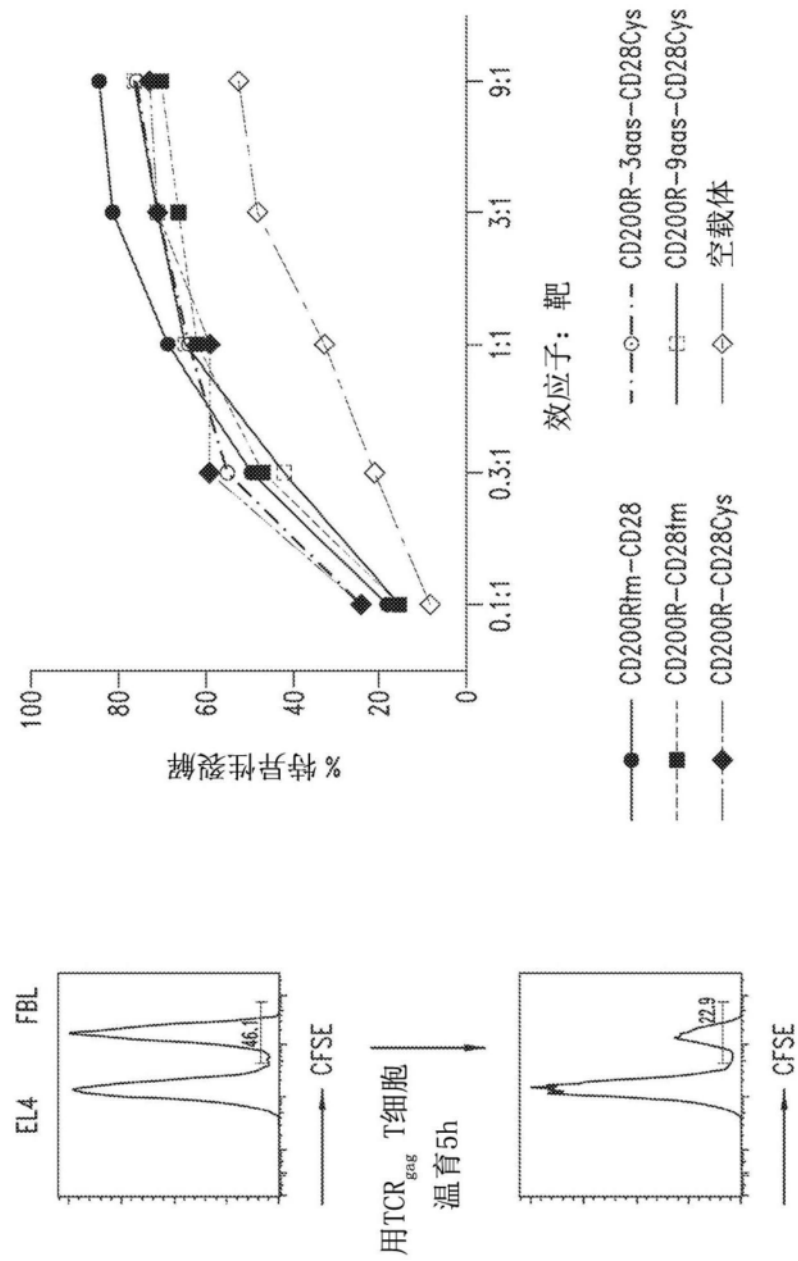 EL4 FBL
46.1
CFSE
用TCRgag T细胞
温育5h
22.9
CFSE
% 特异性裂解
100
80
60
40
20
0
0.1:1 0.3:1 1:1 3:1 9:1
效应子：靶
CD200Rtm-CD28
CD200R-CD28tm
CD200R-CD28Cys
CD200R-3aas-CD28Cys
CD200R-9aas-CD28Cys
空载体